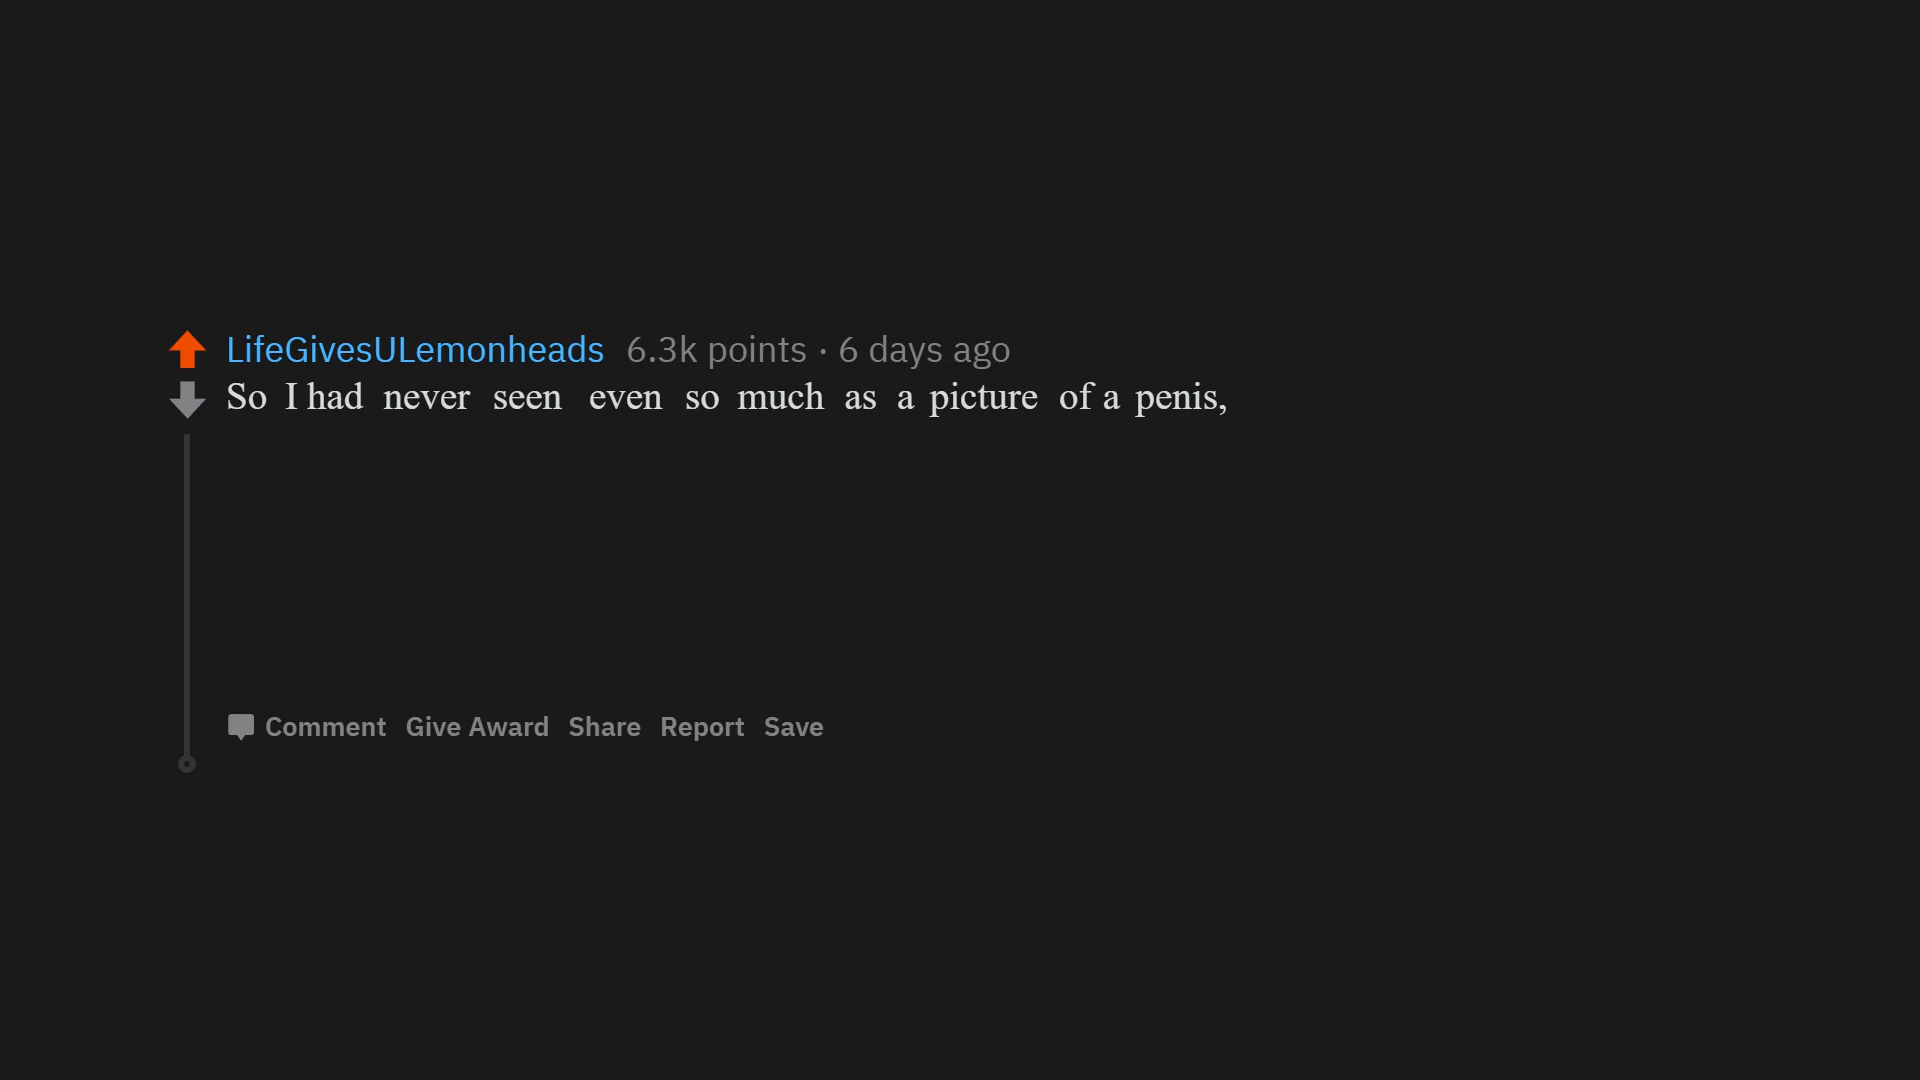 LifeGivesULemonheads 6.3k points · 6 days ago
So I had never seen even so much as a picture of a penis,
Comment Give Award Share Report Save